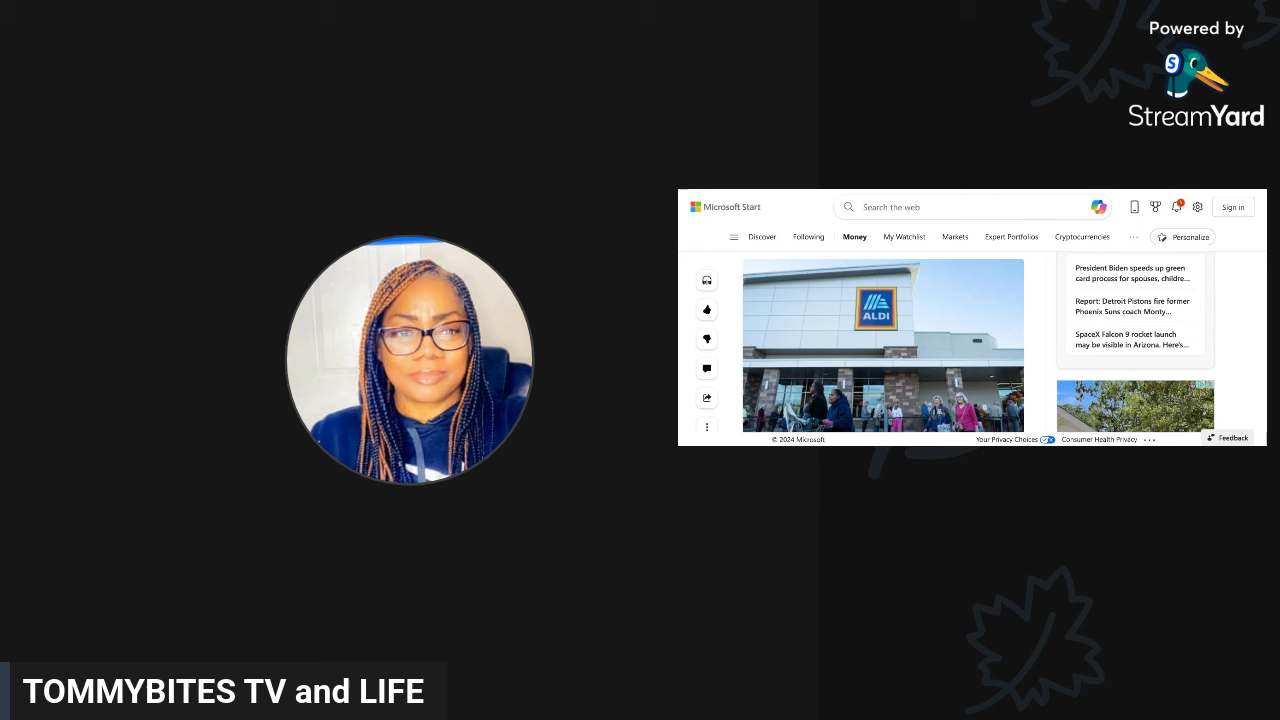 Powered by
S
StreamYard
Microsoft Start
Search the web
Sign in
Discover
Following
Money
My Watchlist
Markets
Expert Portfolios
Cryptocurrencies
Personalize
ALDI
President Biden speeds up green
card process for spouses, childre...
Report: Detroit Pistons fire former
Phoenix Suns coach Monty...
SpaceX Falcon 9 rocket launch
may be visible in Arizona. Here's...
© 2024 Microsoft
Your Privacy Choices
Consumer Health Privacy
Feedback
TOMMYBITES TV and LIFE